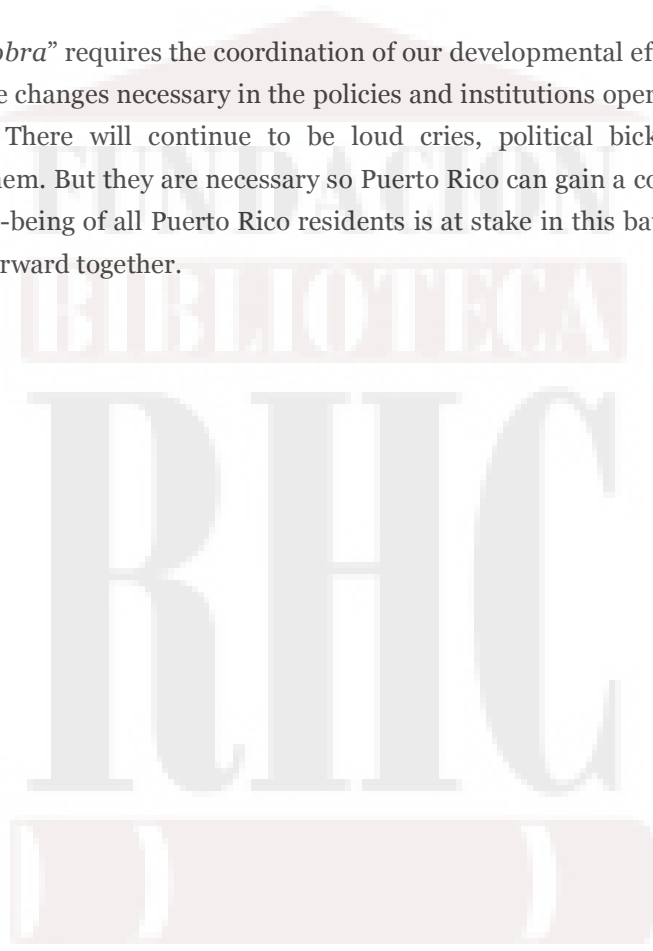 obra” requires the coordination of our developmental ef
e changes necessary in the policies and institutions oper
There will continue to be loud cries, political bick
nem. But they are necessary so Puerto Rico can gain a co
-being of all Puerto Rico residents is at stake in this ba
rward together.
FUNDACIÓN
BIBLIOTECA
RHC